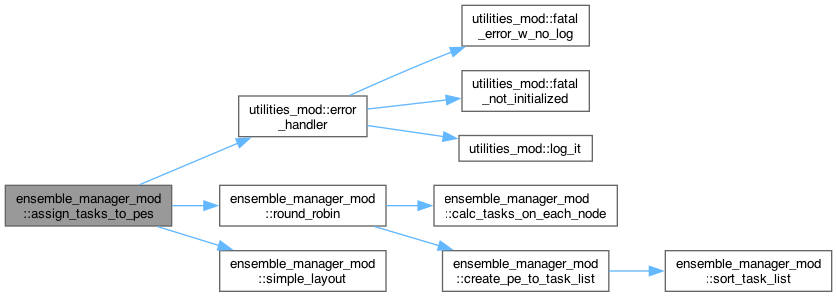 utilities_mod::fatal
_error_w_no_log
utilities_mod::fatal
_not_initialized
utilities_mod::error
_handler
utilities_mod::log_it
ensemble_manager_mod
::assign_tasks_to_pes
ensemble_manager_mod
::round_robin
ensemble_manager_mod
::calc_tasks_on_each_node
ensemble_manager_mod
::simple_layout
ensemble_manager_mod
::create_pe_to_task_list
ensemble_manager_mod
::sort_task_list